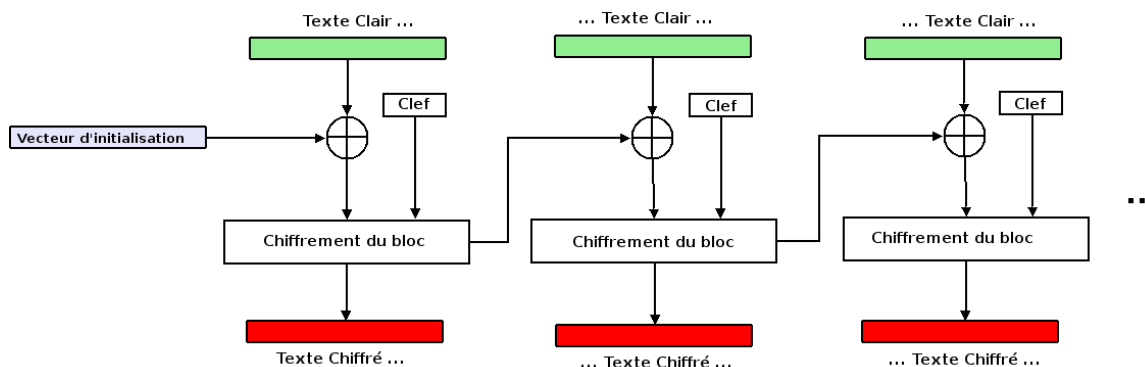 Texte Clair ...
... Texte Clair ...
... Texte Clair ...
Clef
Clef
Clef
Vecteur d'initialisation
Chiffrement du bloc
Chiffrement du bloc
Chiffrement du bloc
..
Texte Chiffré ...
... Texte Chiffré ...
... Texte Chiffré ...